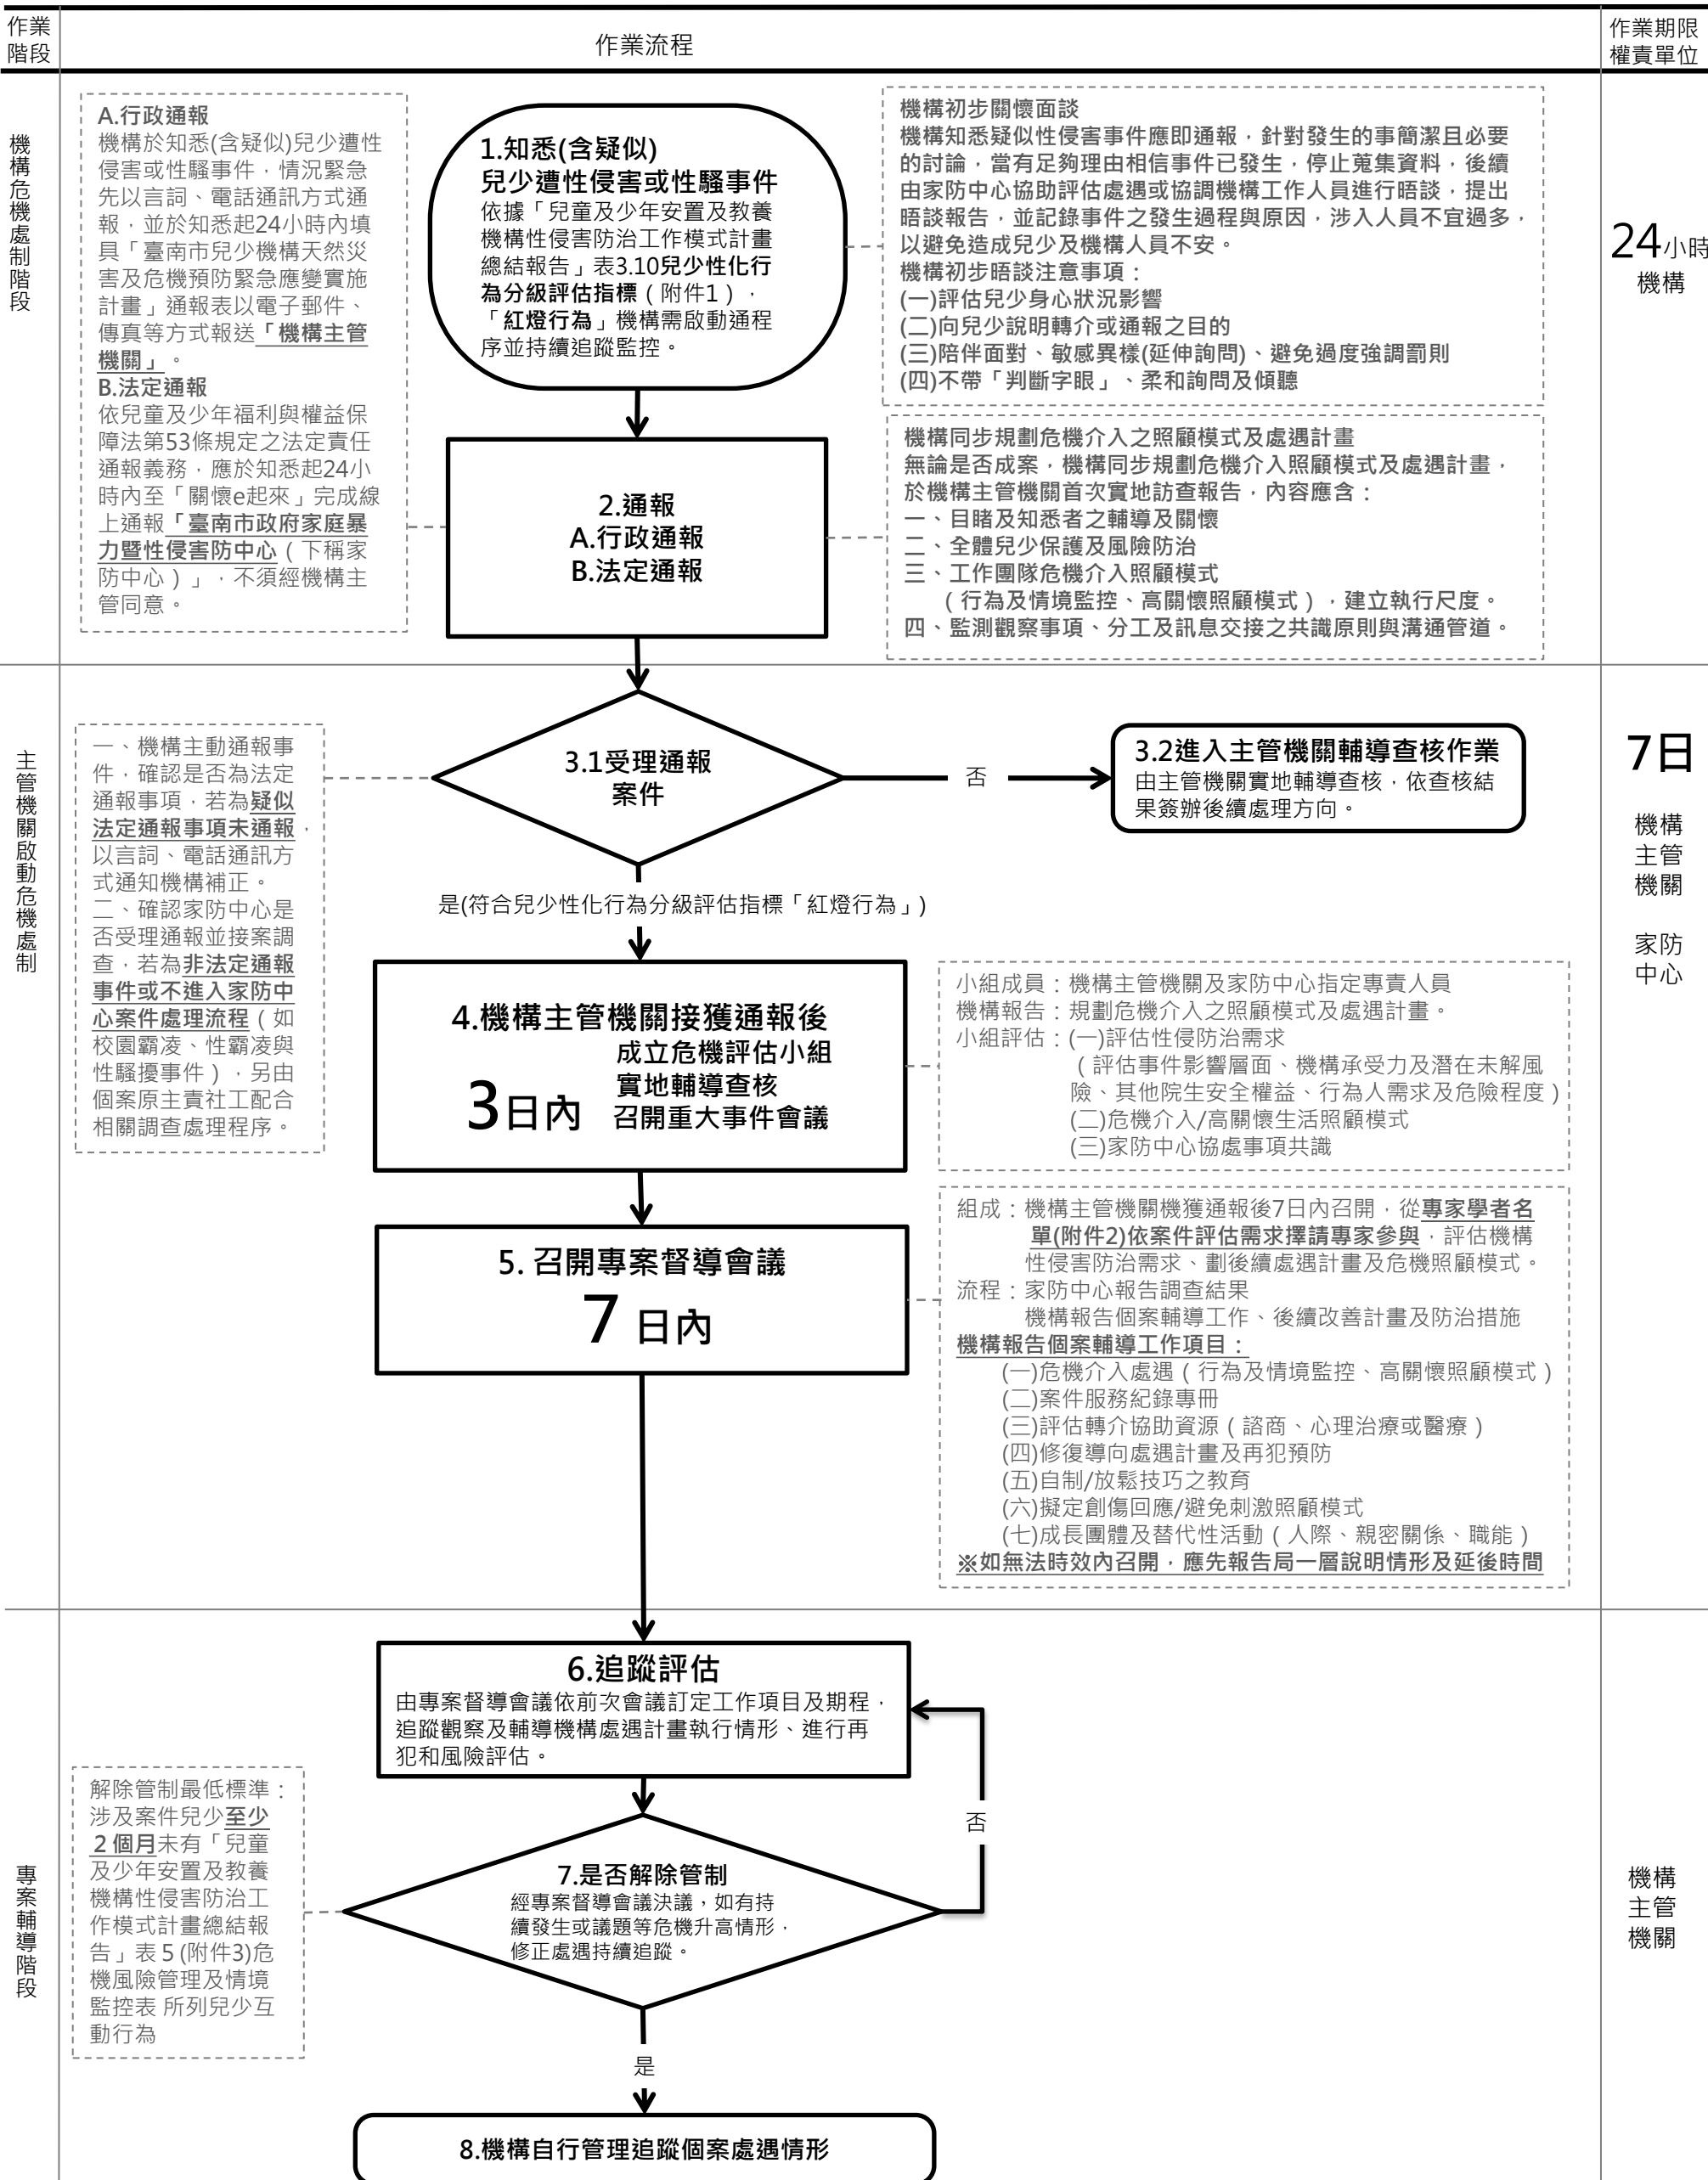 作業
階段
作業流程
作業期限
權責單位
機構危機處制階段
A.行政通報
機構於知悉(含疑似)兒少遭性
侵害或性騷事件，情況緊急
先以言詞、電話通訊方式通
報，並於知悉起24小時內填
具「臺南市兒少機構天然災
害及危機預防緊急應變實施
計畫」通報表以電子郵件、
傳真等方式報送「機構主管
機關」。
B.法定通報
依兒童及少年福利與權益保
障法第53條規定之法定責任
通報義務，應於知悉起24小
時內至「關懷e起來」完成線
上通報「臺南市政府家庭暴
力暨性侵害防中心（下稱家
防中心）」，不須經機構主
管同意。
1.知悉(含疑似)
兒少遭性侵害或性騷事件
依據「兒童及少年安置及教養
機構性侵害防治工作模式計畫
總結報告」表3.10兒少性化行
為分級評估指標（附件1），
「紅燈行為」機構需啟動通程
序並持續追蹤監控。
機構初步關懷面談
機構知悉疑似性侵害事件應即通報，針對發生的事簡潔且必要
的討論，當有足夠理由相信事件已發生，停止蒐集資料，後續
由家防中心協助評估處遇或協調機構工作人員進行晤談，提出
晤談報告，並記錄事件之發生過程與原因，涉入人員不宜過多，
以避免造成兒少及機構人員不安。
機構初步晤談注意事項：
(一)評估兒少身心狀況影響
(二)向兒少說明轉介或通報之目的
(三)陪伴面對、敏感異樣(延伸詢問)、避免過度強調罰則
(四)不帶「判斷字眼」、柔和詢問及傾聽
24小時
機構
2.通報
A.行政通報
B.法定通報
機構同步規劃危機介入之照顧模式及處遇計畫
無論是否成案，機構同步規劃危機介入照顧模式及處遇計畫，
於機構主管機關首次實地訪查報告，內容應含：
一、目睹及知悉者之輔導及關懷
二、全體兒少保護及風險防治
三、工作團隊危機介入照顧模式
（行為及情境監控、高關懷照顧模式），建立執行尺度。
四、監測觀察事項、分工及訊息交接之共識原則與溝通管道。
主管機關啟動危機處制
一、機構主動通報事
件，確認是否為法定
通報事項，若為疑似
法定通報事項未通報，
以言詞、電話通訊方
式通知機構補正。
二、確認家防中心是
否受理通報並接案調
查，若為非法定通報
事件或不進入家防中
心案件處理流程（如
校園霸凌、性霸凌與
性騷擾事件），另由
個案原主責社工配合
相關調查處理程序。
3.1受理通報
案件
否
3.2進入主管機關輔導查核作業
由主管機關實地輔導查核，依查核結
果簽辦後續處理方向。
7日
機構
主管
機關
家防
中心
是(符合兒少性化行為分級評估指標「紅燈行為」)
4.機構主管機關接獲通報後
成立危機評估小組
3日內
實地輔導查核
召開重大事件會議
小組成員：機構主管機關及家防中心指定專責人員
機構報告：規劃危機介入之照顧模式及處遇計畫。
小組評估：(一)評估性侵防治需求
（評估事件影響層面、機構承受力及潛在未解風
險、其他院生安全權益、行為人需求及危險程度）
(二)危機介入/高關懷生活照顧模式
(三)家防中心協處事項共識
5. 召開專案督導會議
7 日內
組成：機構主管機關機獲通報後7日內召開，從專家學者名
單(附件2)依案件評估需求擇請專家參與，評估機構
性侵害防治需求、劃後續處遇計畫及危機照顧模式。
流程：家防中心報告調查結果
機構報告個案輔導工作、後續改善計畫及防治措施
機構報告個案輔導工作項目：
(一)危機介入處遇（行為及情境監控、高關懷照顧模式）
(二)案件服務紀錄專冊
(三)評估轉介協助資源（諮商、心理治療或醫療）
(四)修復導向處遇計畫及再犯預防
(五)自制/放鬆技巧之教育
(六)擬定創傷回應/避免刺激照顧模式
(七)成長團體及替代性活動（人際、親密關係、職能）
※如無法時效內召開，應先報告局一層說明情形及延後時間
專案輔導階段
6.追蹤評估
由專案督導會議依前次會議訂定工作項目及期程，
追蹤觀察及輔導機構處遇計畫執行情形、進行再
犯和風險評估。
解除管制最低標準：
涉及案件兒少至少
２個月未有「兒童
及少年安置及教養
機構性侵害防治工
作模式計畫總結報
告」表５(附件3)危
機風險管理及情境
監控表 所列兒少互
動行為
7.是否解除管制
經專案督導會議決議，如有持
續發生或議題等危機升高情形，
修正處遇持續追蹤。
否
機構
主管
機關
是
8.機構自行管理追蹤個案處遇情形